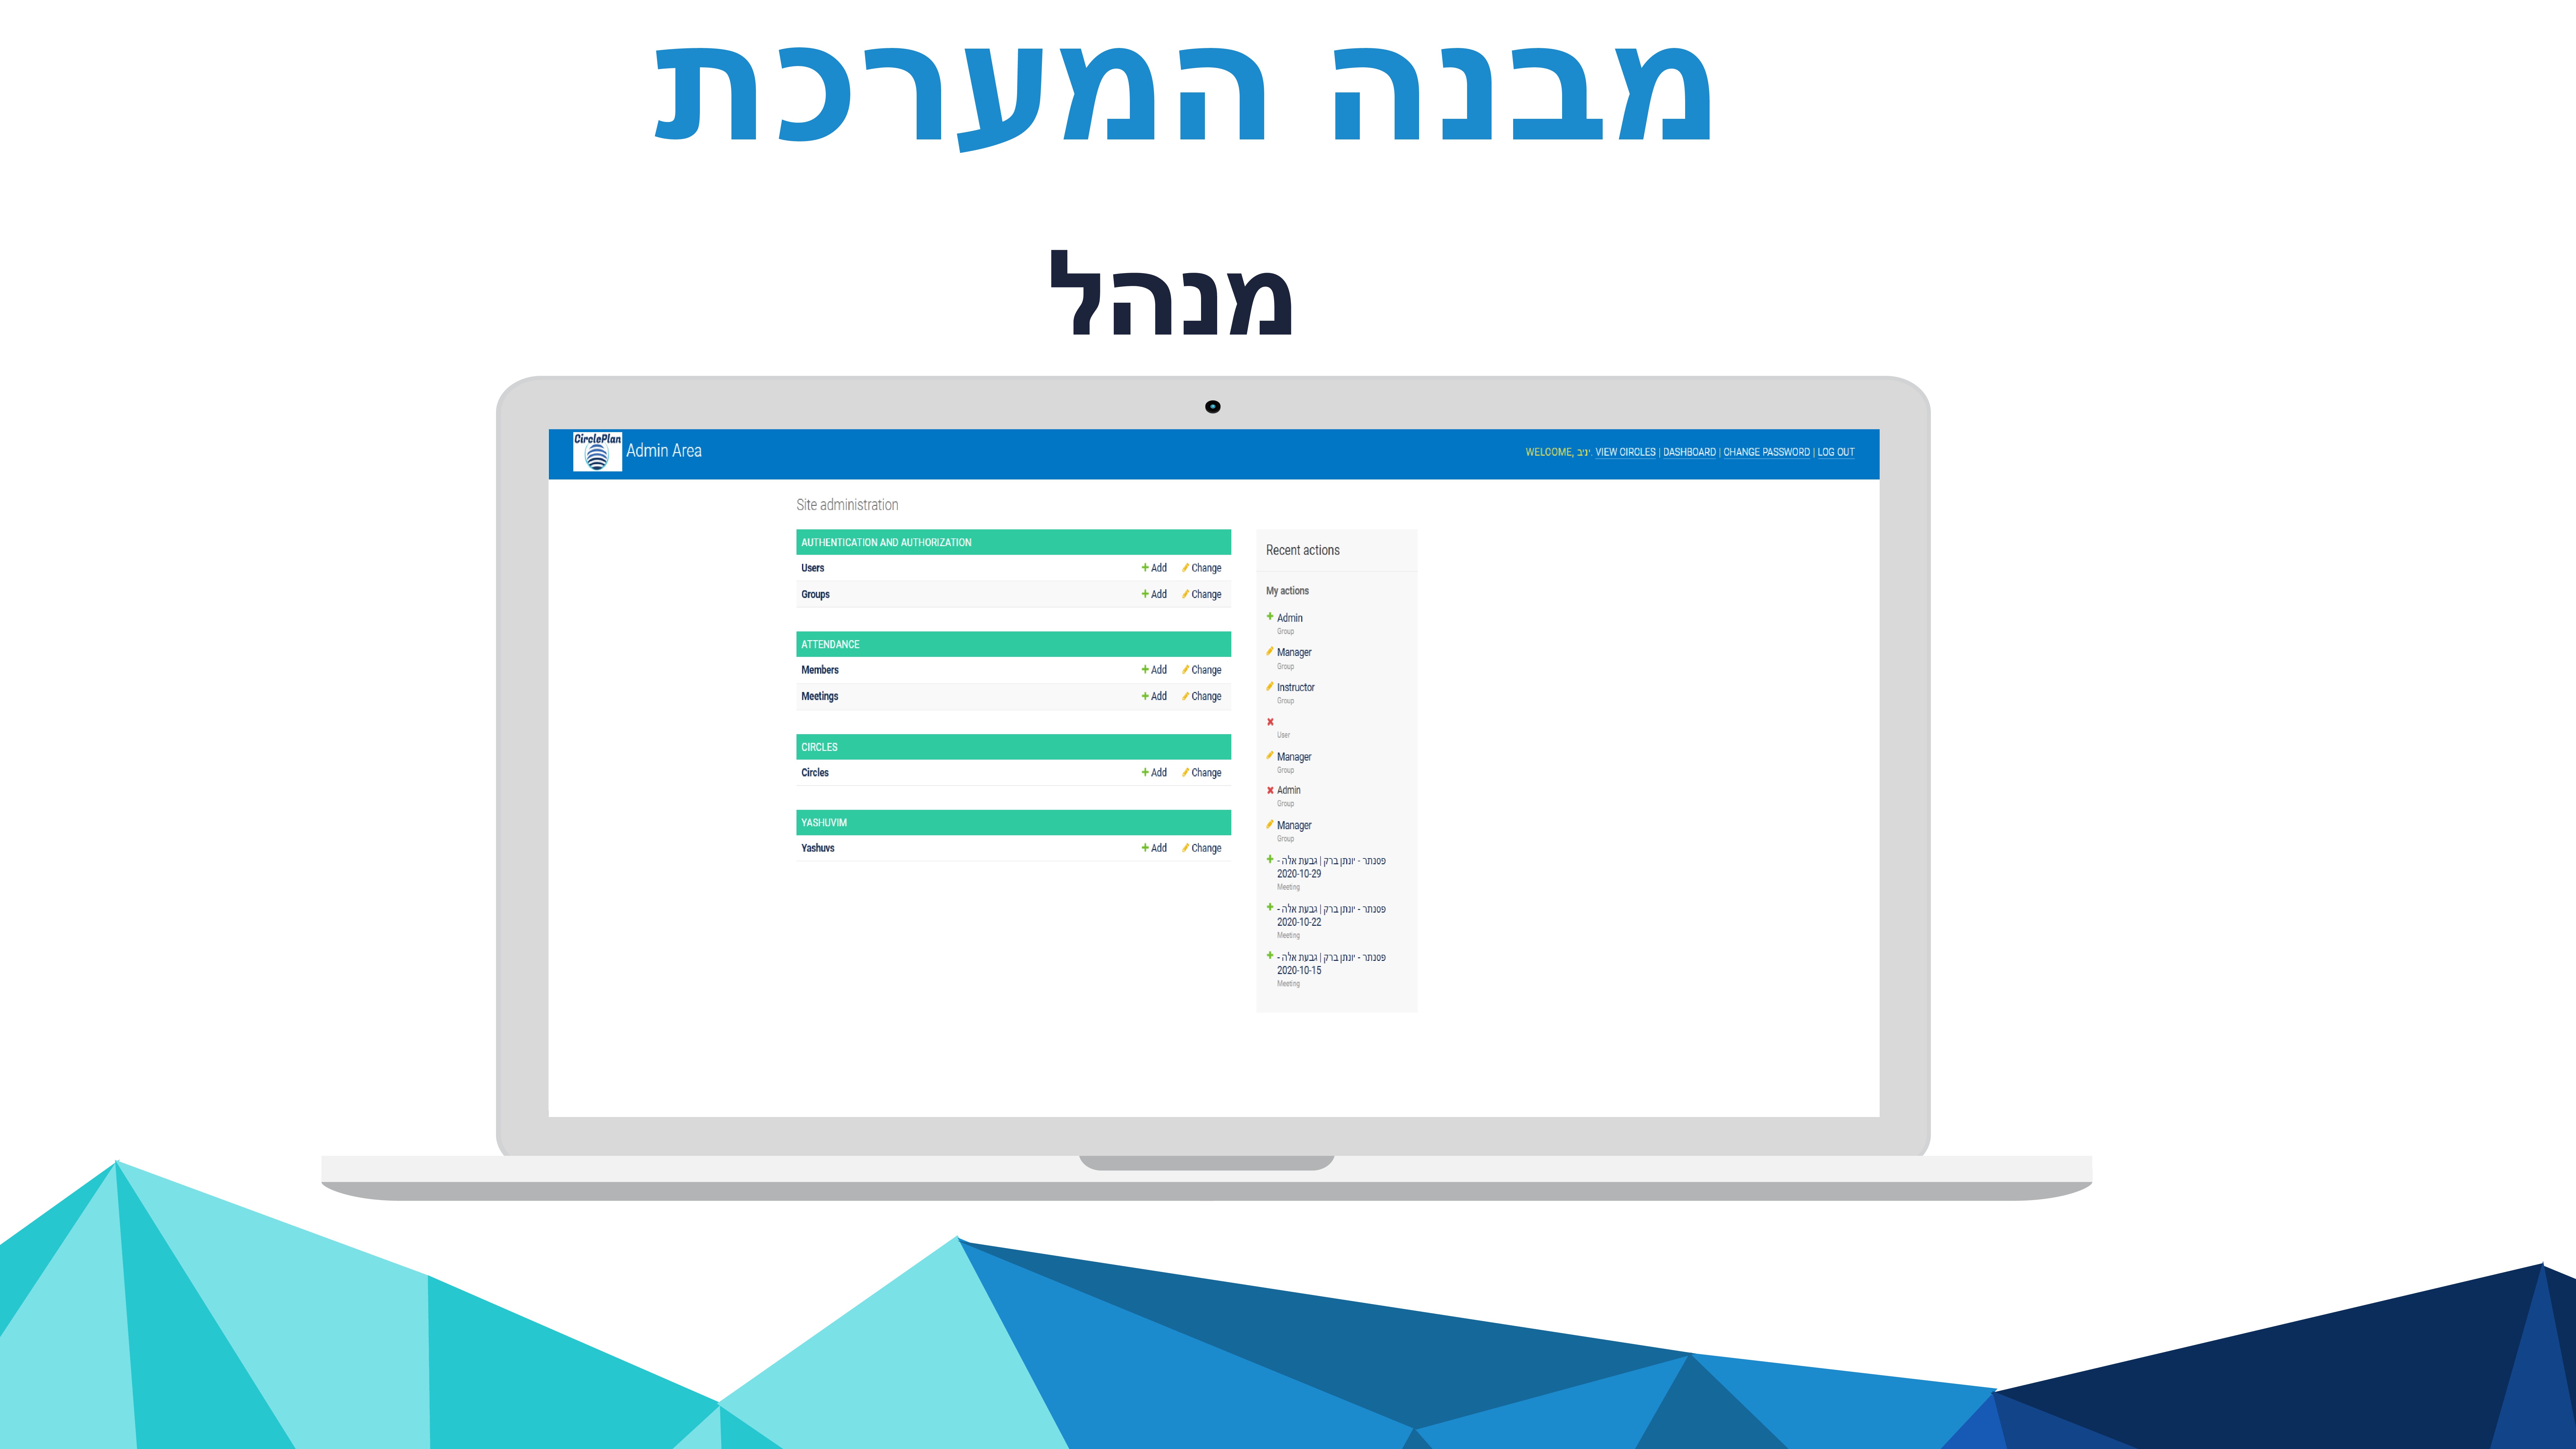 מבנה המערכת
מנהל
CirclePlan
Admin Area
WELCOME, יניב. VIEW CIRCLES | DASHBOARD | CHANGE PASSWORD | LOG OUT
Site administration
AUTHENTICATION AND AUTHORIZATION
Users Add Change
Groups Add Change
ATTENDANCE
Members Add Change
Meetings Add Change
CIRCLES
Circles Add Change
YASHUVIM
Yashuvs Add Change
Recent actions
My actions
Admin
Group
Manager
Group
Instructor
Group
User
Manager
Group
Admin
Group
Manager
Group
פסנתר - יונתן ברק | גבעת אלה -
2020-10-29
Meeting
פסנתר - יונתן ברק | גבעת אלה -
2020-10-22
Meeting
פסנתר - יונתן ברק | גבעת אלה -
2020-10-15
Meeting